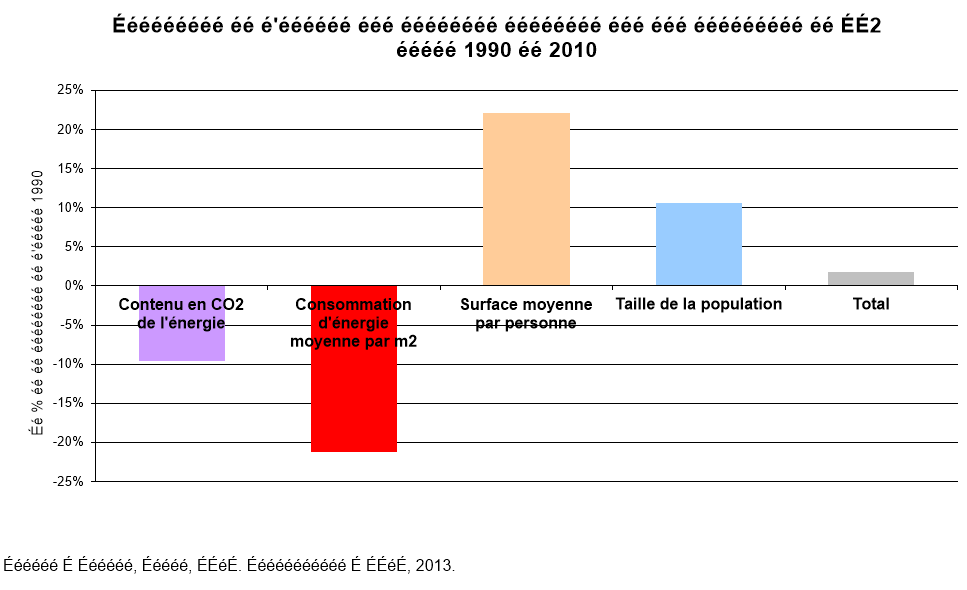 Ééééééééé éé é'éééééé ééé éééééééé éééééééé ééé ééé ééééééééé éé ÉÉ2
ééééé 1990 éé 2010
Éé % éé éé ééééééééé éé é'ééééé 1990
25%
20%
15%
10%
5%
0%
-5%
-10%
-15%
-20%
-25%
Contenu en CO2
de l'énergie
Consommation
d'énergie
moyenne par m2
Surface moyenne
par personne
Taille de la population
Total
Éééééé É Éééééé, Ééééé, ÉÉéÉ. Ééééééééééé É ÉÉéÉ, 2013.